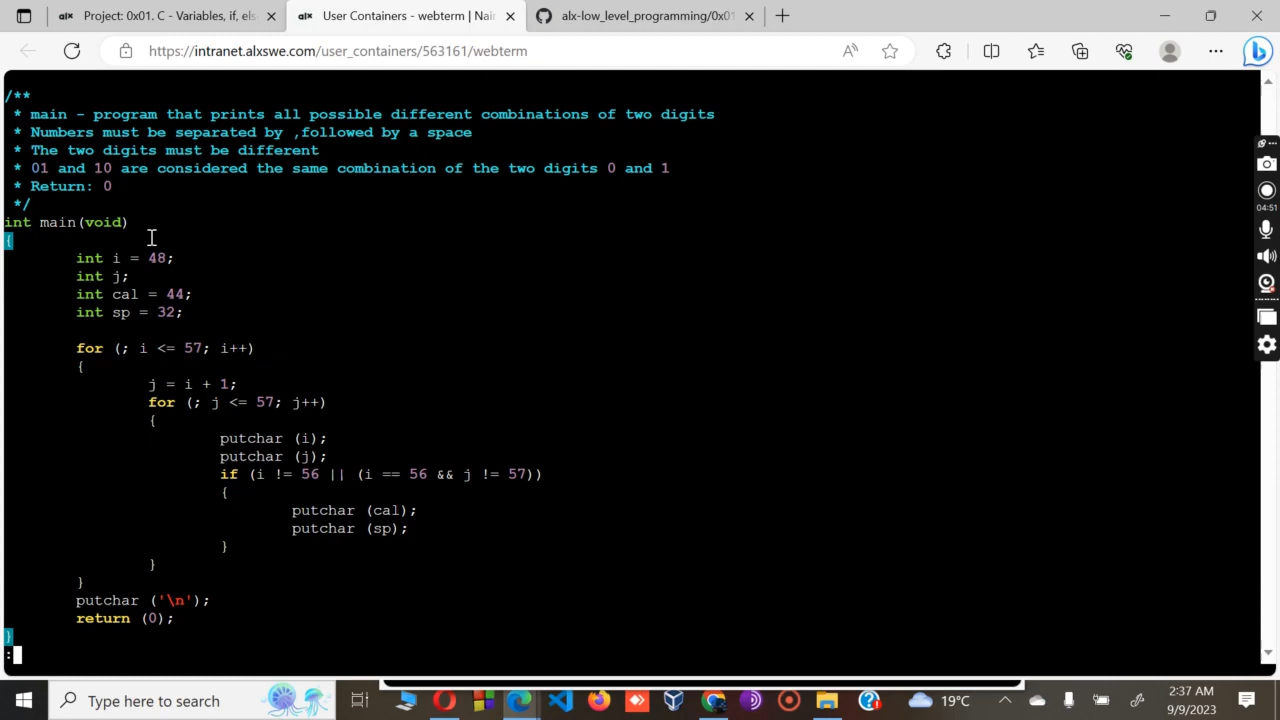 Project: 0x01. C - Variables, if, els
User Containers - webterm | Nai
alx-low_level_programming/0x01
https://intranet.alxswe.com/user_containers/563161/webterm
/**
* main - program that prints all possible different combinations of two digits
* Numbers must be separated by ,followed by a space
* The two digits must be different
* 01 and 10 are considered the same combination of the two digits 0 and 1
* Return: 0
*/
int main(void)
{
int i = 48;
int j;
int cal = 44;
int sp = 32;
for (; i <= 57; i++)
{
j = i + 1;
for (; j <= 57; j++)
{
putchar (i);
putchar (j);
if (i != 56 || (i == 56 && j != 57))
{
putchar (cal);
putchar (sp);
}
}
}
putchar ('\n');
return (0);
}
:
04:51
Type here to search
19°C
2:37 AM
9/9/2023